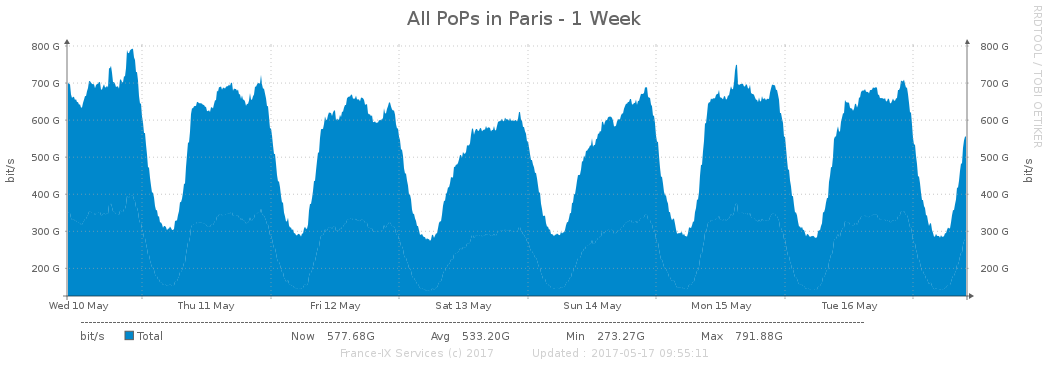 All PoPs in Paris - 1 Week
RRDTOOL / TOBI OETIKER
bit/s
800 G
700 G
600 G
500 G
400 G
300 G
200 G
800 G
700 G
600 G
500 G
400 G
300 G
200 G
bit/s
Wed 10 May Thu 11 May Fri 12 May Sat 13 May Sun 14 May Mon 15 May Tue 16 May
bit/s Total Now 577.68G Avg 533.20G Min 273.27G Max 791.88G
France-IX Services (c) 2017 Updated : 2017-05-17 09:55:11